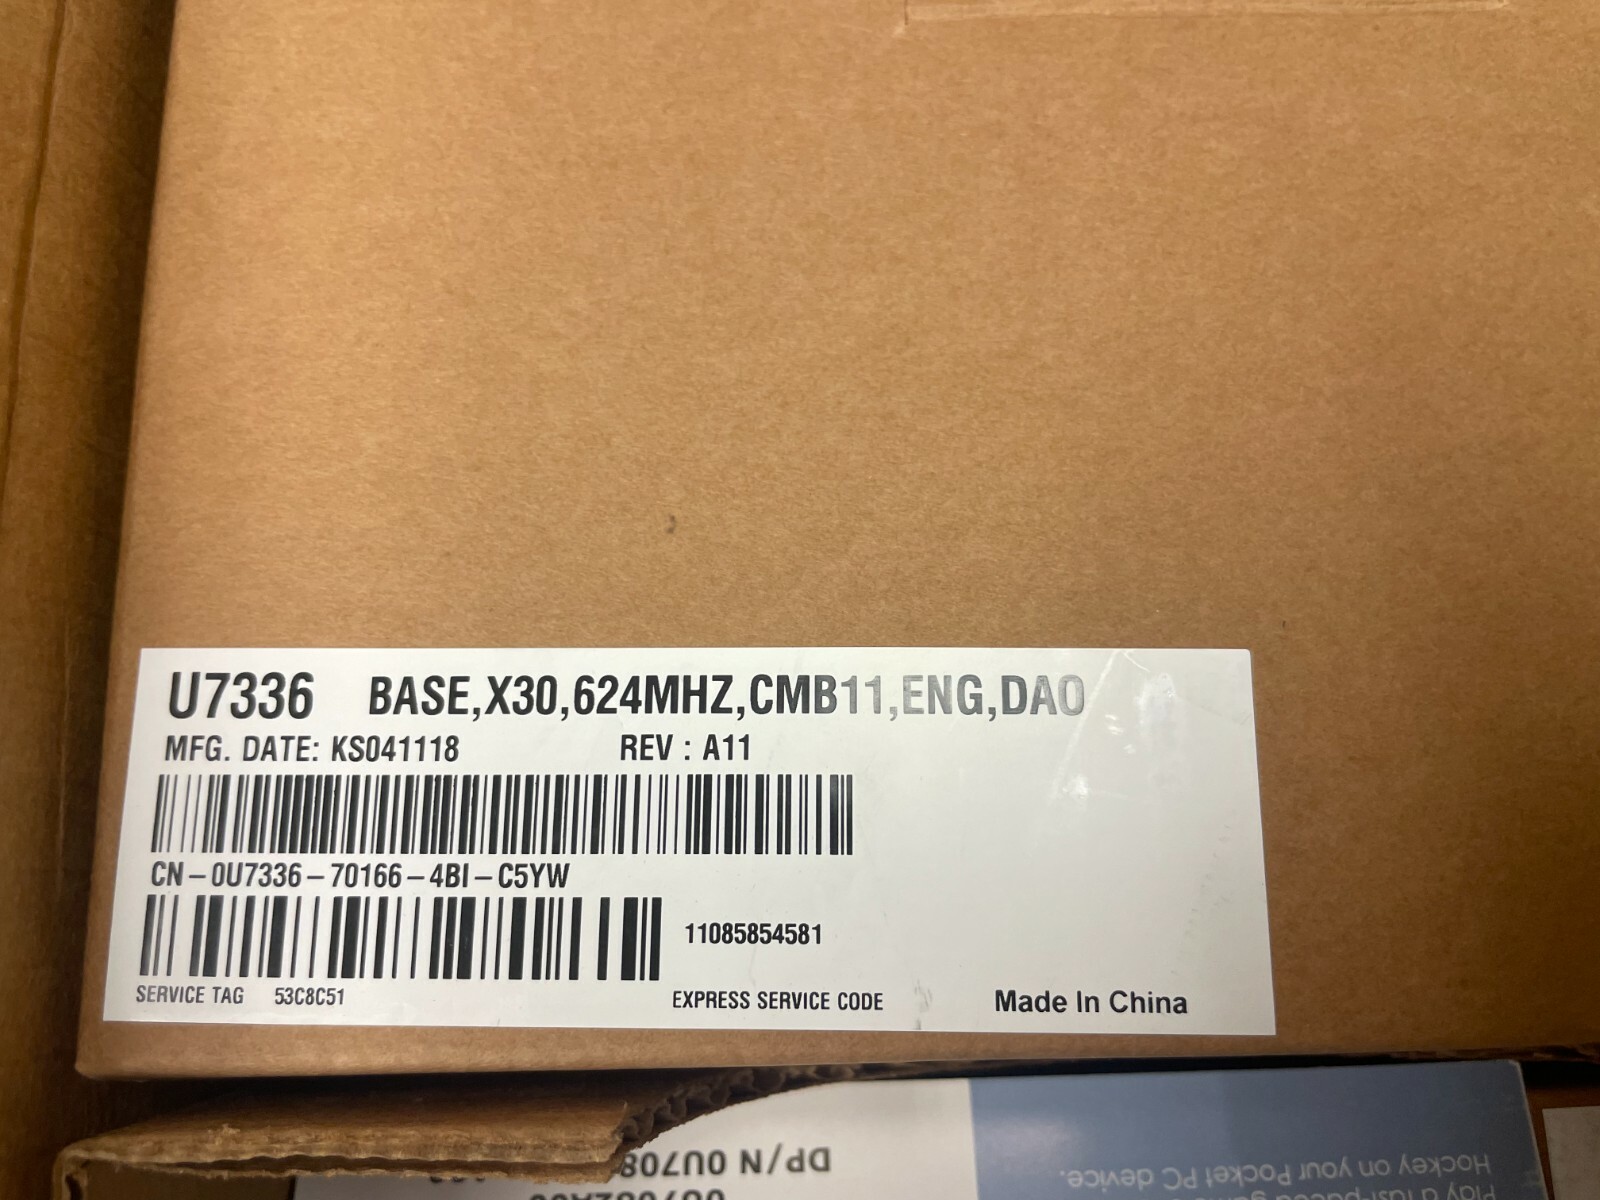 U7336 BASE,X30,624MHZ,CMB11,ENG,DAO
MFG. DATE: KS041118 REV : A11
CN-0U7336-70166-4BI-C5YW
11085854581
SERVICE TAG 53C8C51
EXPRESS SERVICE CODE
Made In China
DP/N 0U708
Hockey on your Pocket PC device.